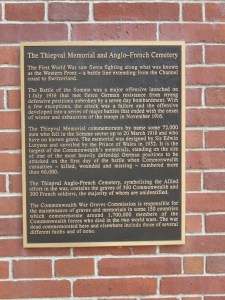 The Thiepval Memorial and Anglo-French Cemetery
The First World War saw fierce fighting along what was known
as the Western Front – a battle line extending from the Channel
coast to Switzerland.
The Battle of the Somme was a major offensive launched on
1 July 1916 that met fierce German resistance from strong
defensive positions unbroken by a seven day bombardment. With
a few exceptions, the attack was a failure and the offensive
developed into a series of major battles that ended with the onset
of winter and exhaustion of the troops in November 1916.
The Thiepval Memorial commemorates by name some 72,000
men who fell in the Somme sector up to 20 March 1918 and who
have no known grave. The memorial was designed by Sir Edwin
Lutyens and unveiled by the Prince of Wales in 1932. It is the
largest of the Commonwealth's memorials, standing on the site
of one of the most heavily defended German positions to be
attacked on the first day of the battle when Commonwealth
casualties – killed, wounded and missing – numbered more
than 60,000.
The Thiepval Anglo-French Cemetery, symbolizing the Allied
effort in the war, contains the graves of 300 Commonwealth and
300 French soldiers, the majority of whom are unidentified.
The Commonwealth War Graves Commission is responsible for
the maintenance of graves and memorials in some 150 countries
which commemorate around 1,700,000 members of the
Commonwealth forces who died in the two world wars. The war
dead commemorated here and elsewhere include those of several
different faiths and of none.